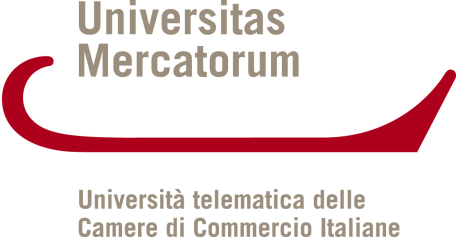 Universitas
Mercatorum
Università telematica delle
Camere di Commercio Italiane